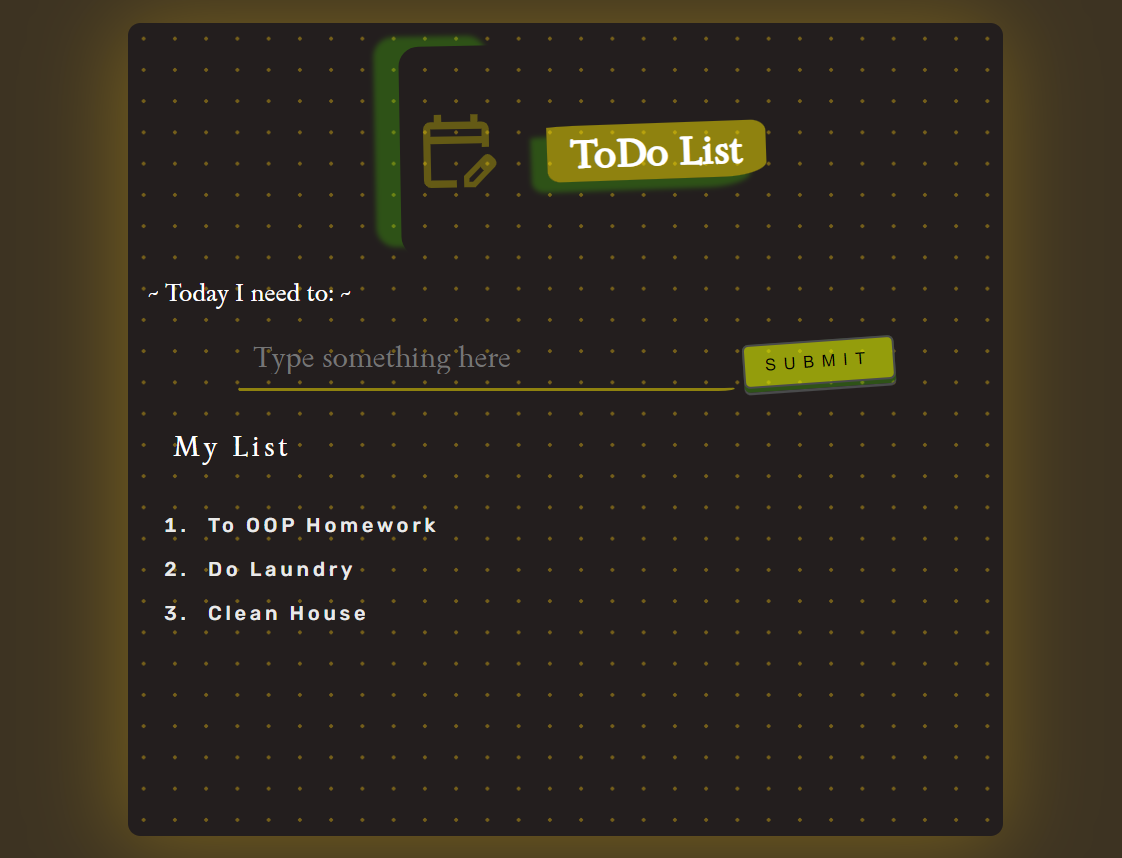 ToDo List
~ Today I need to: ~
Type something here
SUBMIT
My List
1. To OOP Homework
2. Do Laundry
3. Clean House